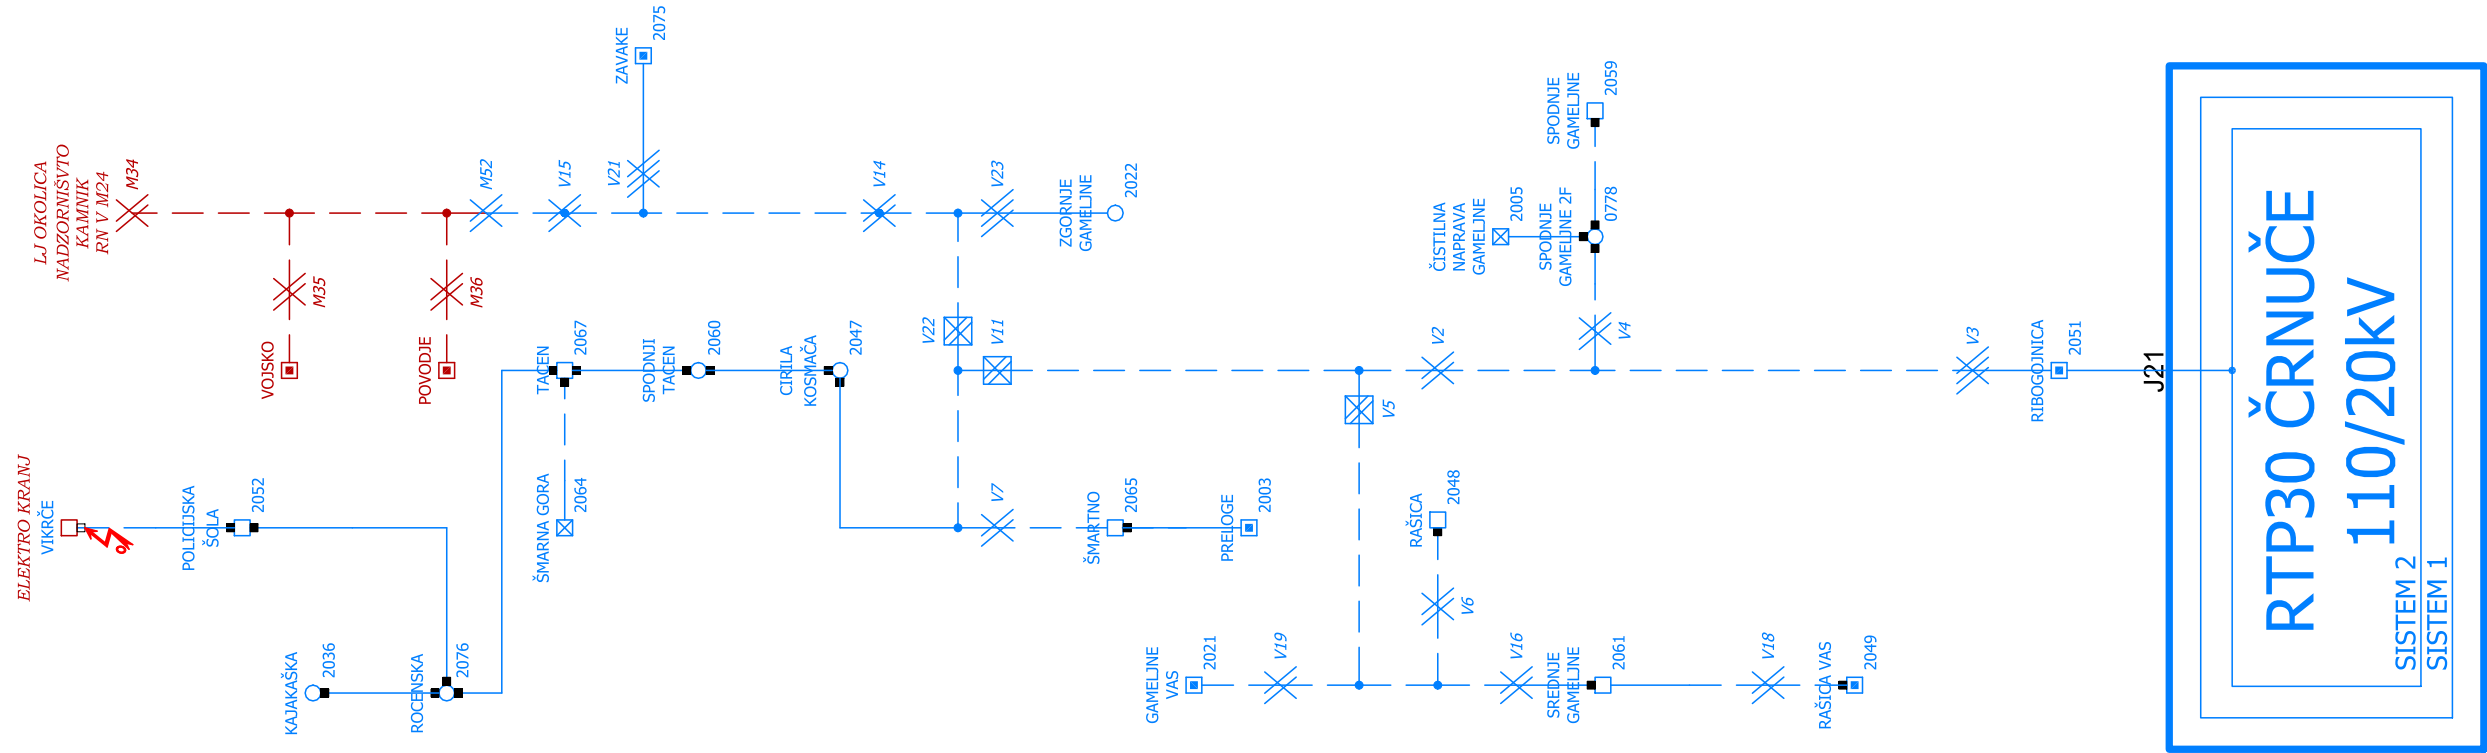 LJ OKOLICA
NADZORNIŠVTO
KAMNIK
RN V M24
M34
VOJSKO
M35
POVODJE
M36
M52
V15
V21
ZAVAKE
2075
V14
V23
ZGORNJE
GAMELJNE
2022
V22
V11
ELEKTRO KRANJ
VIKRČE
POLICIJSKA
ŠOLA
2052
KAJAKAŠKA
2036
ROCENSKA
2076
TACEN
2067
ŠMARNA GORA
2064
SPODNJI
TACEN
2060
CIRILA
KOSMAČA
2047
V7
ŠMARTNO
2065
PRELOGE
2003
V5
V2
RAŠICA
2048
V6
GAMELJNE
VAS
2021
V19
V16
SREDNJE
GAMELJNE
2061
V18
RAŠICA VAS
2049
ČISTILNA
NAPRAVA
GAMELJNE
2005
SPODNJE
GAMELJNE 2F
0778
SPODNJE
GAMELJNE
2059
V4
V3
RIBOGOJNICA
2051
J21
RTP30 ČRNUČE
110/20kV
SISTEM 2
SISTEM 1